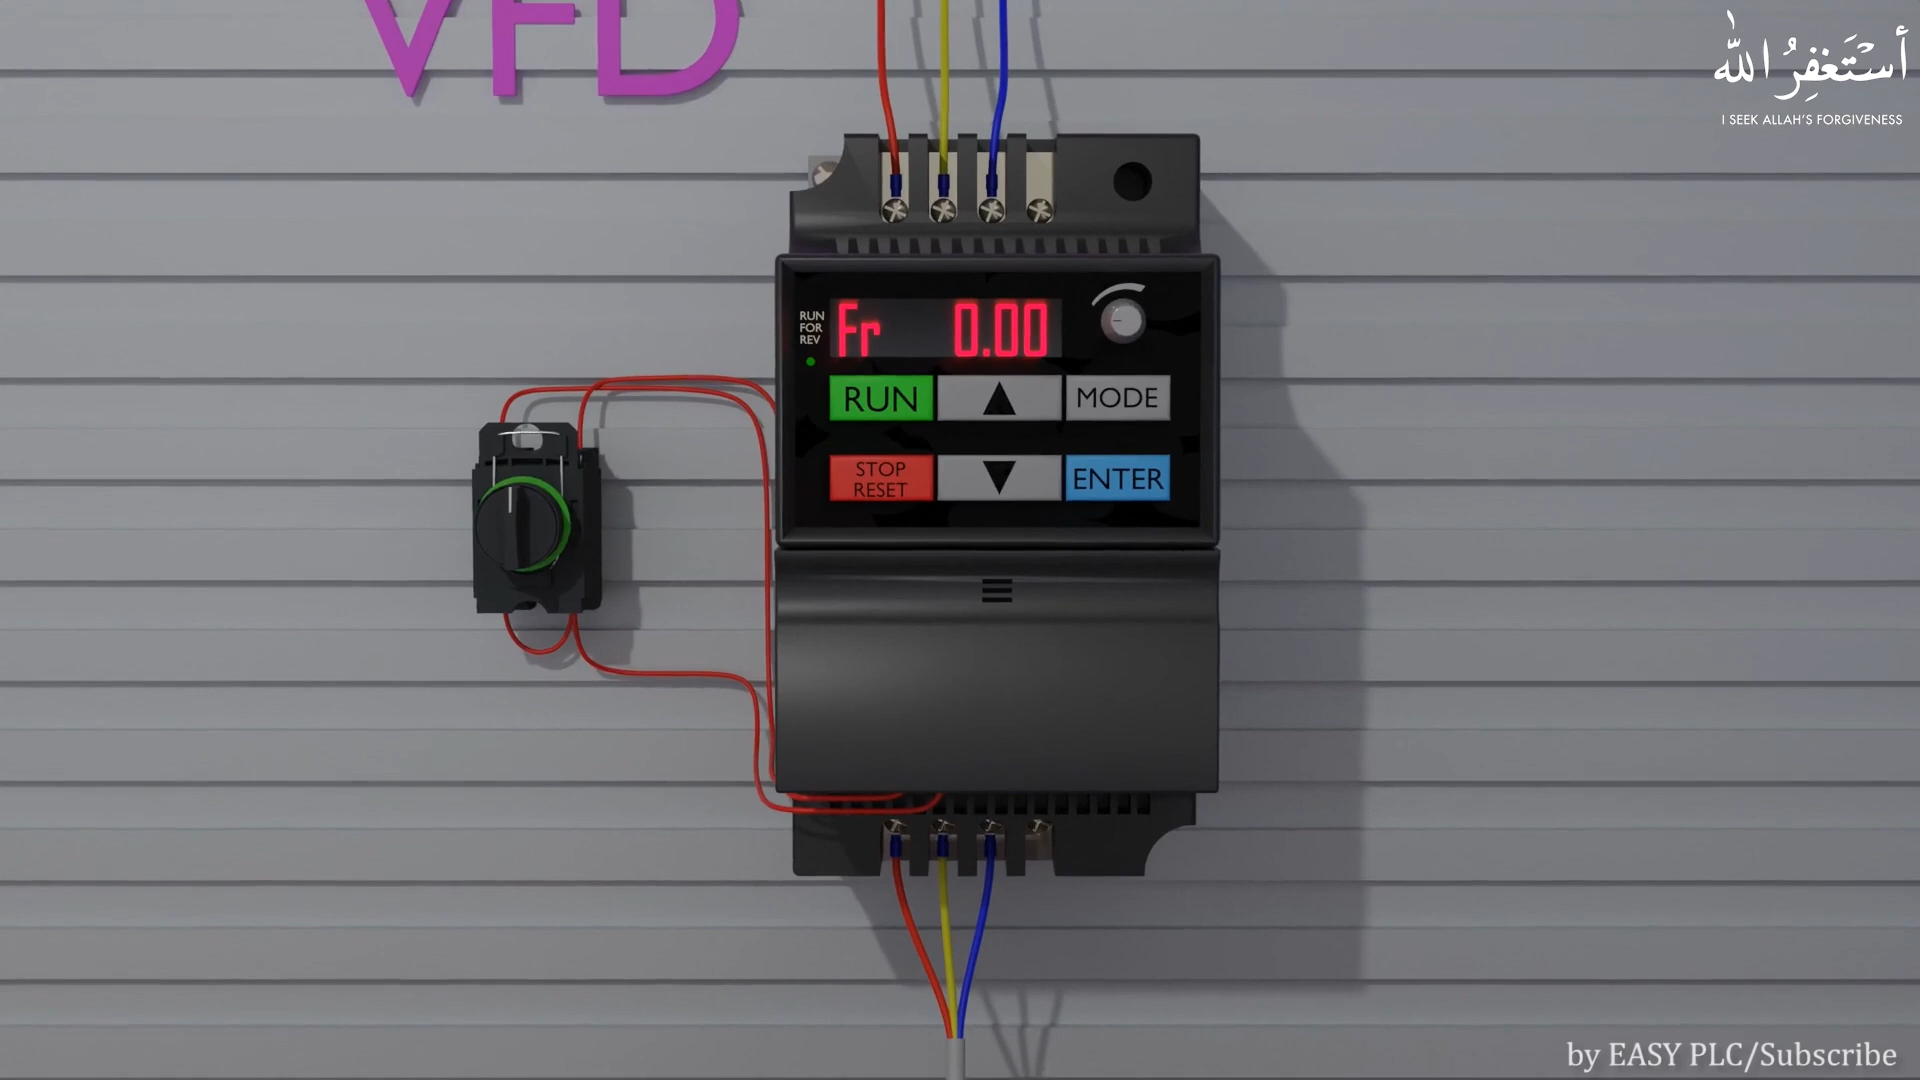 VFD
أَسْتَغْفِرُ اللّٰه
I SEEK ALLAH'S FORGIVENESS
RUN
FOR
REV
Fr 0.00
RUN
▲
MODE
STOP
RESET
▼
ENTER
by EASY PLC/Subscribe